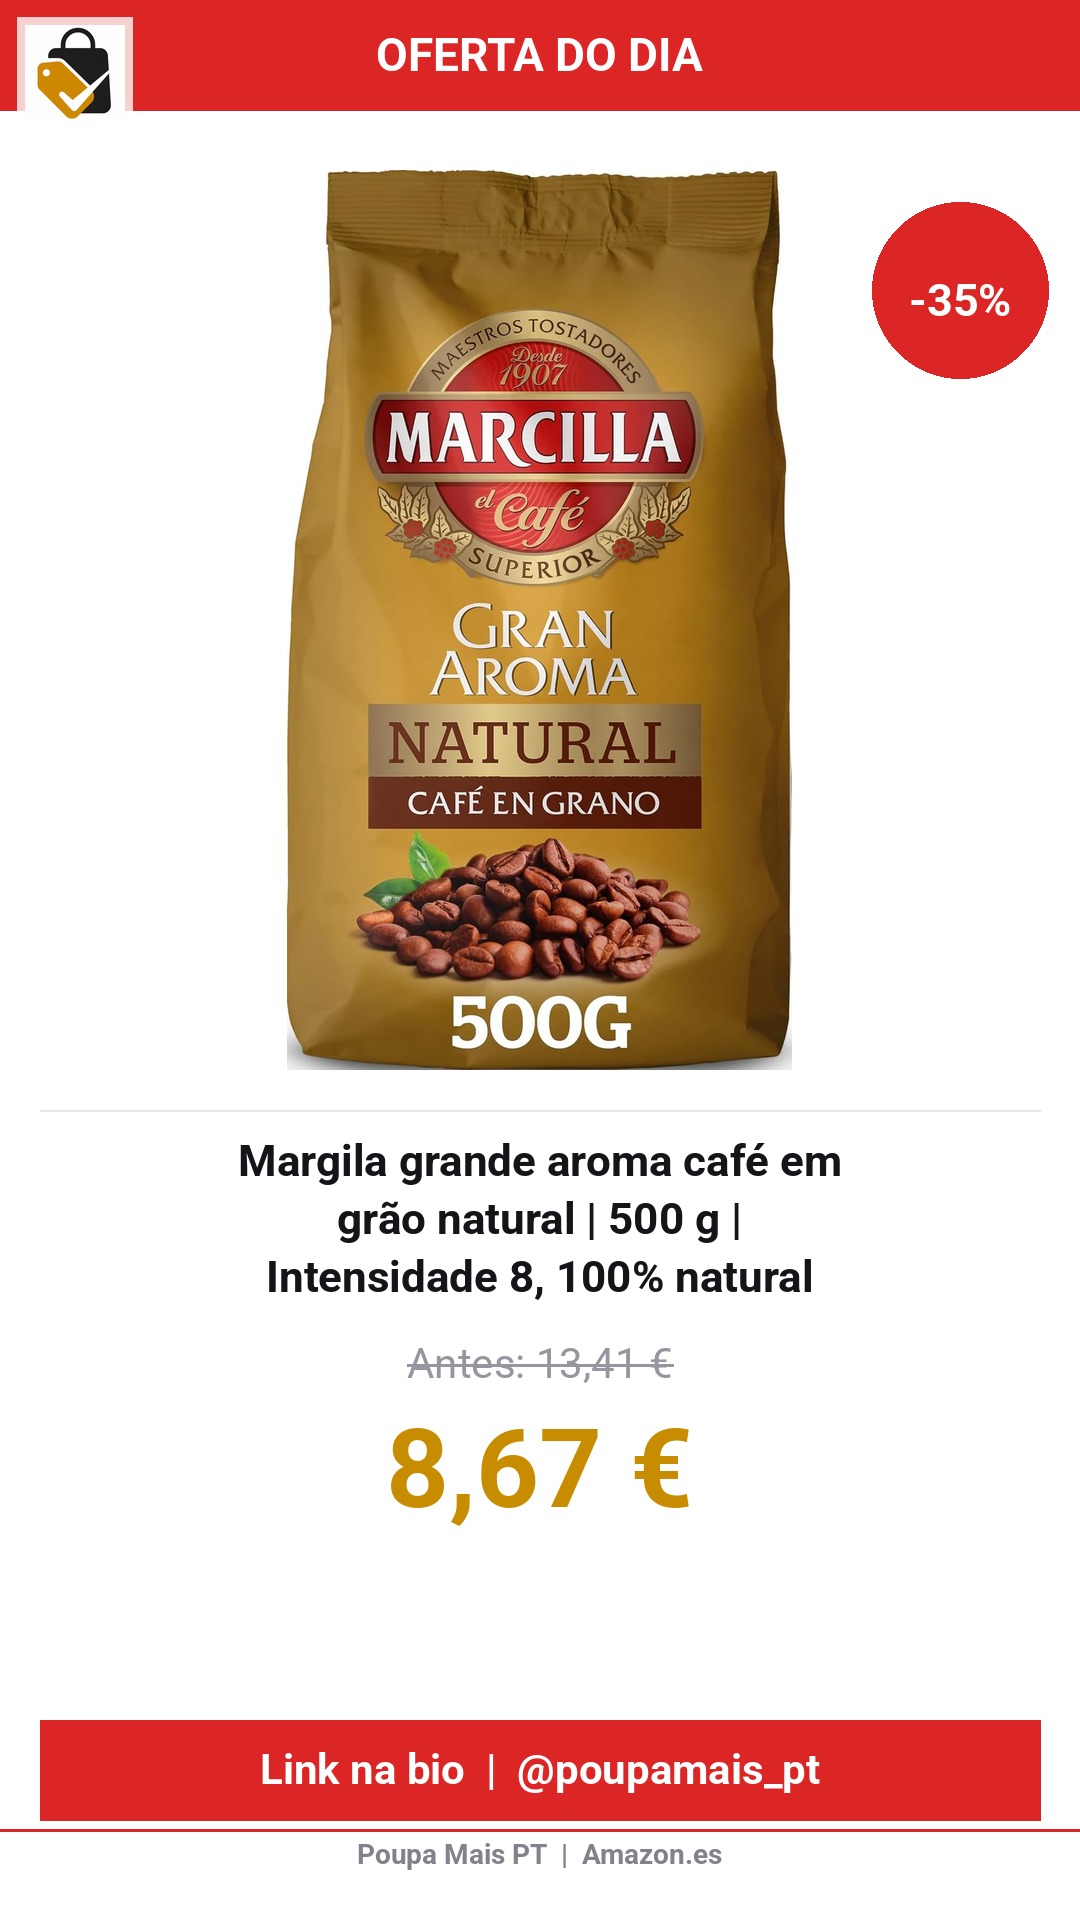 OFERTA DO DIA
-35%
MAESTROS TOSTADORES
Desde
1907
MARCILLA
el Café
SUPERIOR
GRAN
AROMA
NATURAL
CAFÉ EN GRANO
500G
Margila grande aroma café em
grão natural | 500 g |
Intensidade 8, 100% natural
Antes: 13,41 €
8,67 €
Link na bio | @poupamais_pt
Poupa Mais PT | Amazon.es